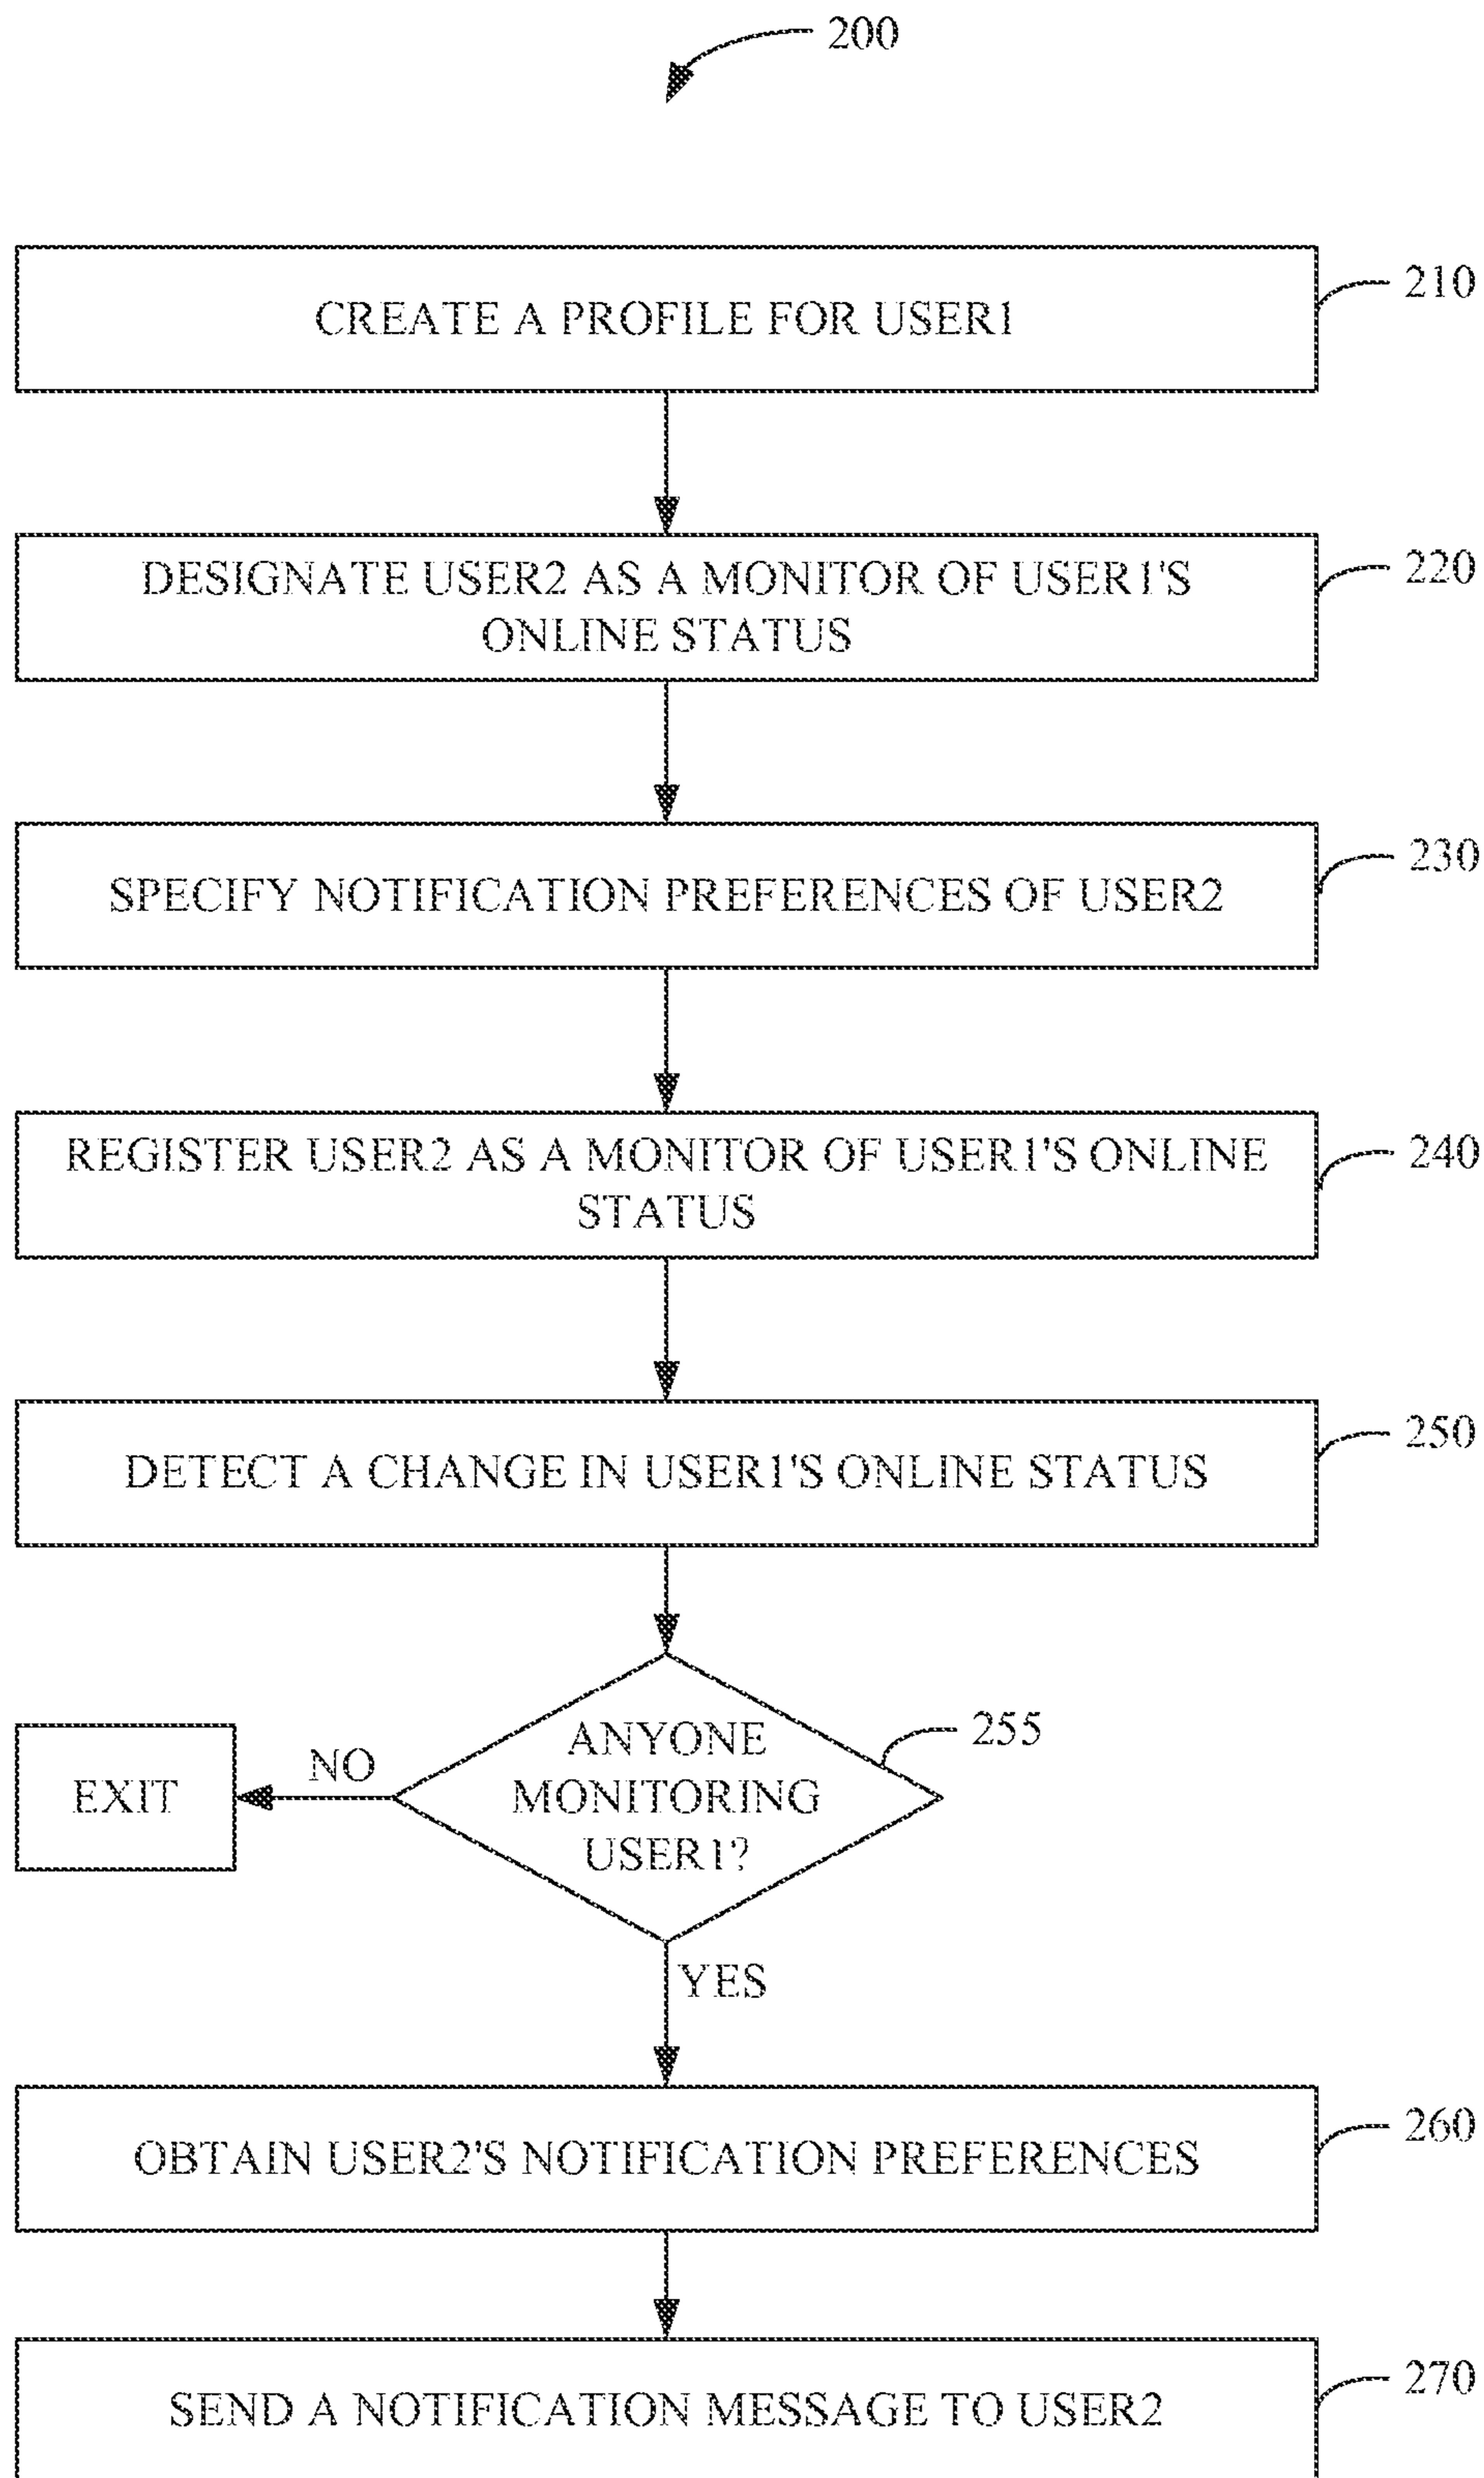 200
CREATE A PROFILE FOR USER1
210
DESIGNATE USER2 AS A MONITOR OF USER1'S
ONLINE STATUS
220
SPECIFY NOTIFICATION PREFERENCES OF USER2
230
REGISTER USER2 AS A MONITOR OF USER1'S ONLINE
STATUS
240
DETECT A CHANGE IN USER1'S ONLINE STATUS
250
ANYONE
MONITORING
USER1?
255
NO
EXIT
YES
OBTAIN USER2'S NOTIFICATION PREFERENCES
260
SEND A NOTIFICATION MESSAGE TO USER2
270